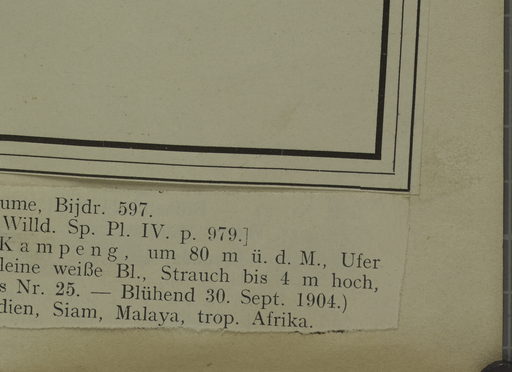 ume, Bijdr. 597.
Willd. Sp. Pl. IV. p. 979.]
Kampeng, um 80 m ü. d. M., Ufer
leine weiße Bl., Strauch bis 4 m hoch,
s Nr. 25. — Blühend 30. Sept. 1904.)
dien, Siam, Malaya, trop. Afrika.